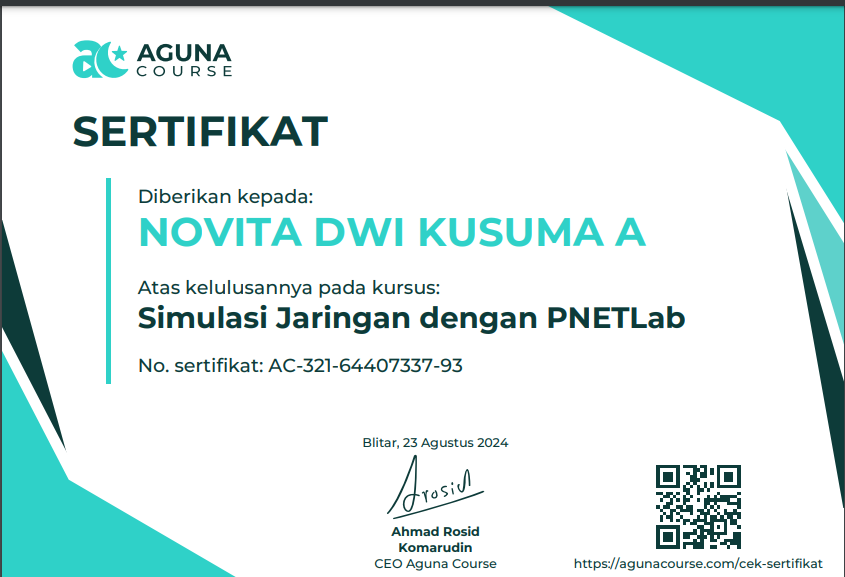 AGUNA
COURSE
SERTIFIKAT
Diberikan kepada:
NOVITA DWI KUSUMA A
Atas kelulusannya pada kursus:
Simulasi Jaringan dengan PNETLab
No. sertifikat: AC-321-64407337-93
Blitar, 23 Agustus 2024
Arosid
Ahmad Rosid
Komarudin
CEO Aguna Course
https://agunacourse.com/cek-sertifikat